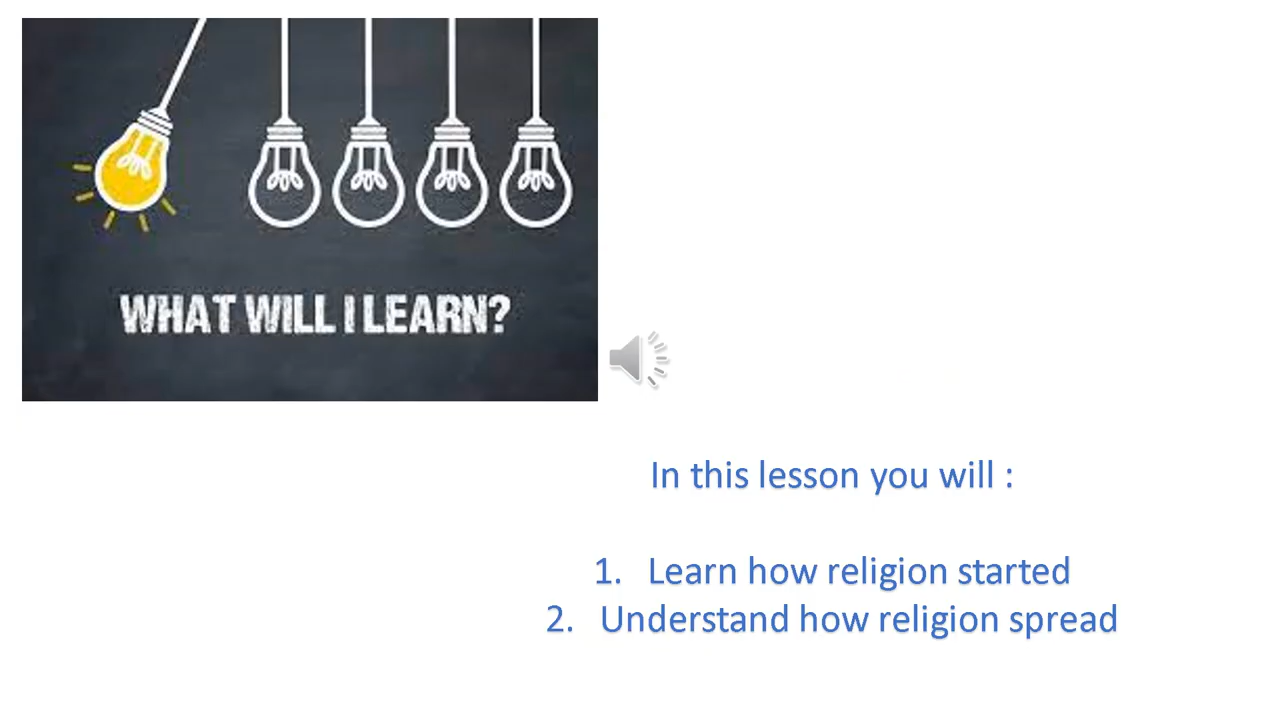 WHAT WILL I LEARN?
In this lesson you will :
1. Learn how religion started
2. Understand how religion spread